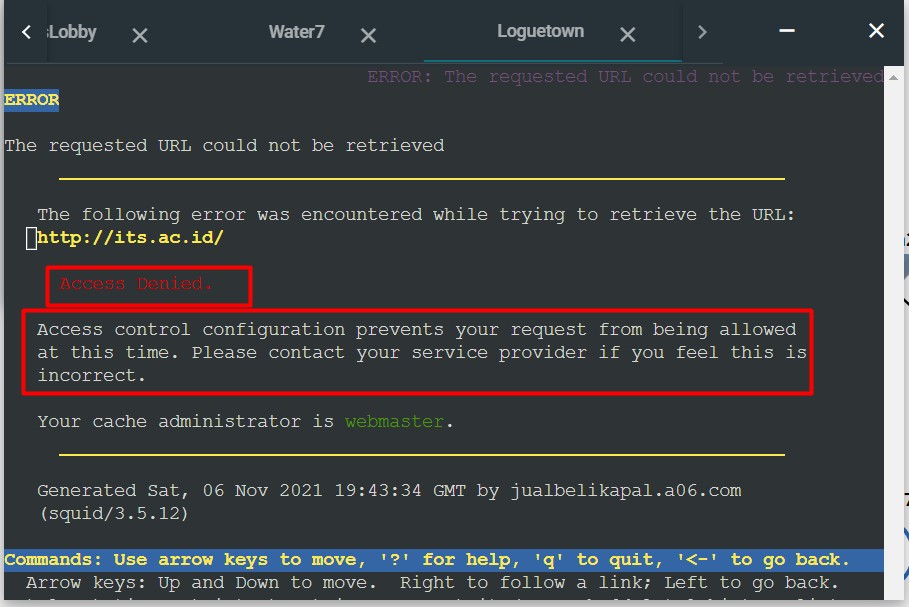 sLobby
Water7
Loguetown
ERROR: The requested URL could not be retrieved
ERROR
The requested URL could not be retrieved
The following error was encountered while trying to retrieve the URL:
http://its.ac.id/
Access Denied.
Access control configuration prevents your request from being allowed
at this time. Please contact your service provider if you feel this is
incorrect.
Your cache administrator is webmaster.
Generated Sat, 06 Nov 2021 19:43:34 GMT by jualbelikapal.a06.com
(squid/3.5.12)
Commands: Use arrow keys to move, '?' for help, 'q' to quit, '<-' to go back.
Arrow keys: Up and Down to move.  Right to follow a link; Left to go back.